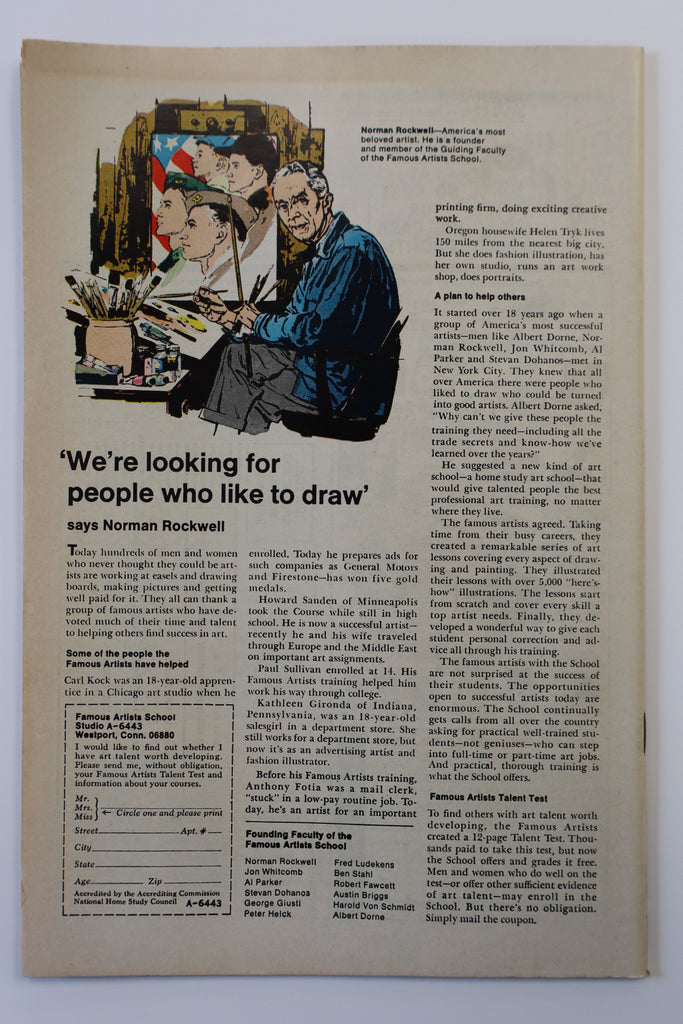 Norman Rockwell—America's most
beloved artist. He is a founder
and member of the Guiding Faculty
of the Famous Artists School.
'We're looking for
people who like to draw'
says Norman Rockwell
Today hundreds of men and women
who never thought they could be art-
ists are working at easels and drawing
boards, making pictures and getting
well paid for it. They all can thank a
group of famous artists who have de-
voted much of their time and talent
to helping others find success in art.
Some of the people the
Famous Artists have helped
Carl Kock was an 18-year-old appren-
tice in a Chicago art studio when he
enrolled. Today he prepares ads for
such companies as General Motors
and Firestone—has won five gold
medals.
Howard Sanden of Minneapolis
took the Course while still in high
school. He is now a successful artist—
recently he and his wife traveled
through Europe and the Middle East
on important art assignments.
Paul Sullivan enrolled at 14. His
Famous Artists training helped him
work his way through college.
Kathleen Gironda of Indiana,
Pennsylvania, was an 18-year-old
salesgirl in a department store. She
still works for a department store, but
now it's as an advertising artist and
fashion illustrator.
Before his Famous Artists training,
Anthony Fotia was a mail clerk,
"stuck" in a low-pay routine job. To-
day, he's an artist for an important
printing firm, doing exciting creative
work.
Oregon housewife Helen Tryk lives
150 miles from the nearest big city.
But she does fashion illustration, has
her own studio, runs an art work
shop, does portraits.
A plan to help others
It started over 18 years ago when a
group of America's most successful
artists—men like Albert Dorne, Nor-
man Rockwell, Jon Whitcomb, Al
Parker and Stevan Dohanos—met in
New York City. They knew that all
over America there were people who
liked to draw who could be turned
into good artists. Albert Dorne asked,
"Why can't we give these people the
training they need—including all the
trade secrets and know-how we've
learned over the years?"
He suggested a new kind of art
school—a home study art school—that
would give talented people the best
professional art training, no matter
where they live.
The famous artists agreed. Taking
time from their busy careers, they
created a remarkable series of art
lessons covering every aspect of draw-
ing and painting. They illustrated
their lessons with over 5,000 "here's-
how" illustrations. The lessons start
from scratch and cover every skill a
top artist needs. Finally, they de-
veloped a wonderful way to give each
student personal correction and ad-
vice all through his training.
The famous artists with the School
are not surprised at the success of
their students. The opportunities
open to successful artists today are
enormous. The School continually
gets calls from all over the country
asking for practical well-trained stu-
dents—not geniuses—who can step
into full-time or part-time art jobs.
And practical, thorough training is
what the School offers.
Famous Artists Talent Test
To find others with art talent worth
developing, the Famous Artists
created a 12-page Talent Test. Thou-
sands paid to take this test, but now
the School offers and grades it free.
Men and women who do well on the
test—or offer other sufficient evidence
of art talent—may enroll in the
School. But there's no obligation.
Simply mail the coupon.
Famous Artists School
Studio A-6443
Westport, Conn. 06880
I would like to find out whether I
have art talent worth developing.
Please send me, without obligation,
your Famous Artists Talent Test and
information about your courses.
Mr.
Mrs.
Miss
← Circle one and please print
Street Apt. #
City
State
Age Zip
Accredited by the Accrediting Commission
National Home Study Council A-6443
Founding Faculty of the
Famous Artists School
Norman Rockwell
Jon Whitcomb
Al Parker
Stevan Dohanos
George Giusti
Peter Helck
Fred Ludekens
Ben Stahl
Robert Fawcett
Austin Briggs
Harold Von Schmidt
Albert Dorne